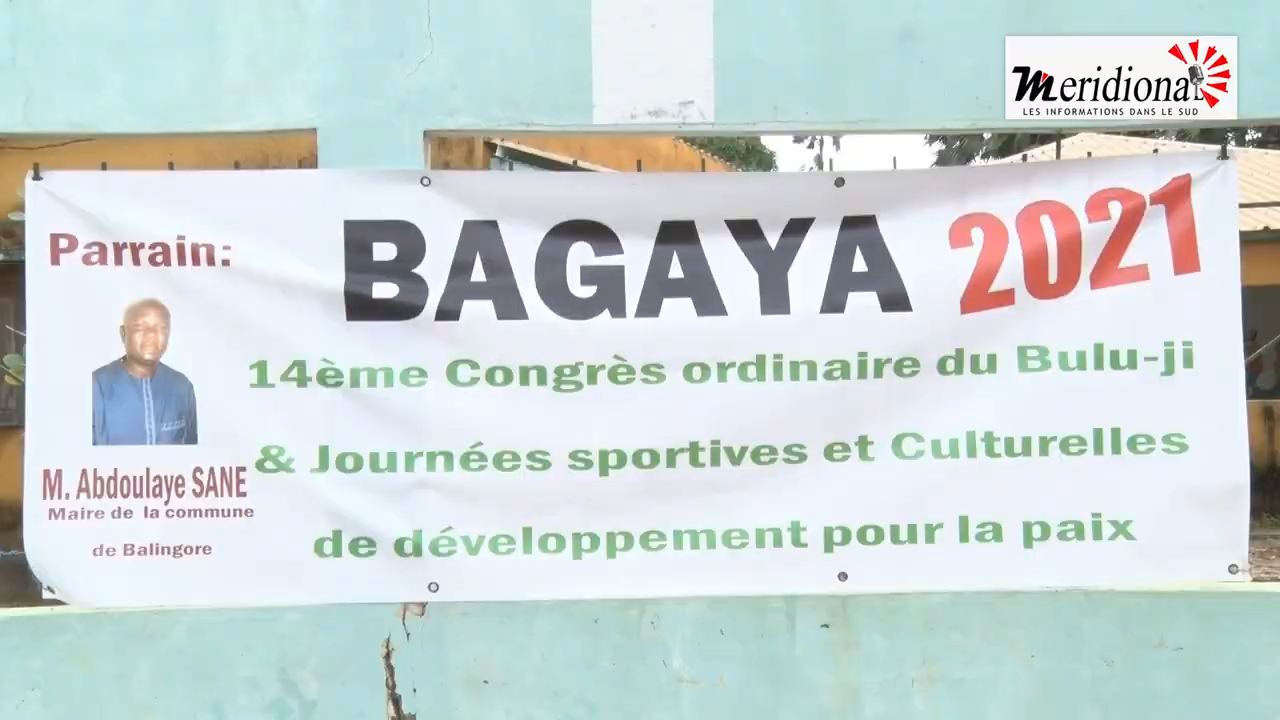 Meridional
LES INFORMATIONS DANS LE SUD
Parrain:
BAGAYA 2021
14ème Congrès ordinaire du Bulu-ji
& Journées sportives et Culturelles
de développement pour la paix
M. Abdoulaye SANE
Maire de la commune
de Balingore